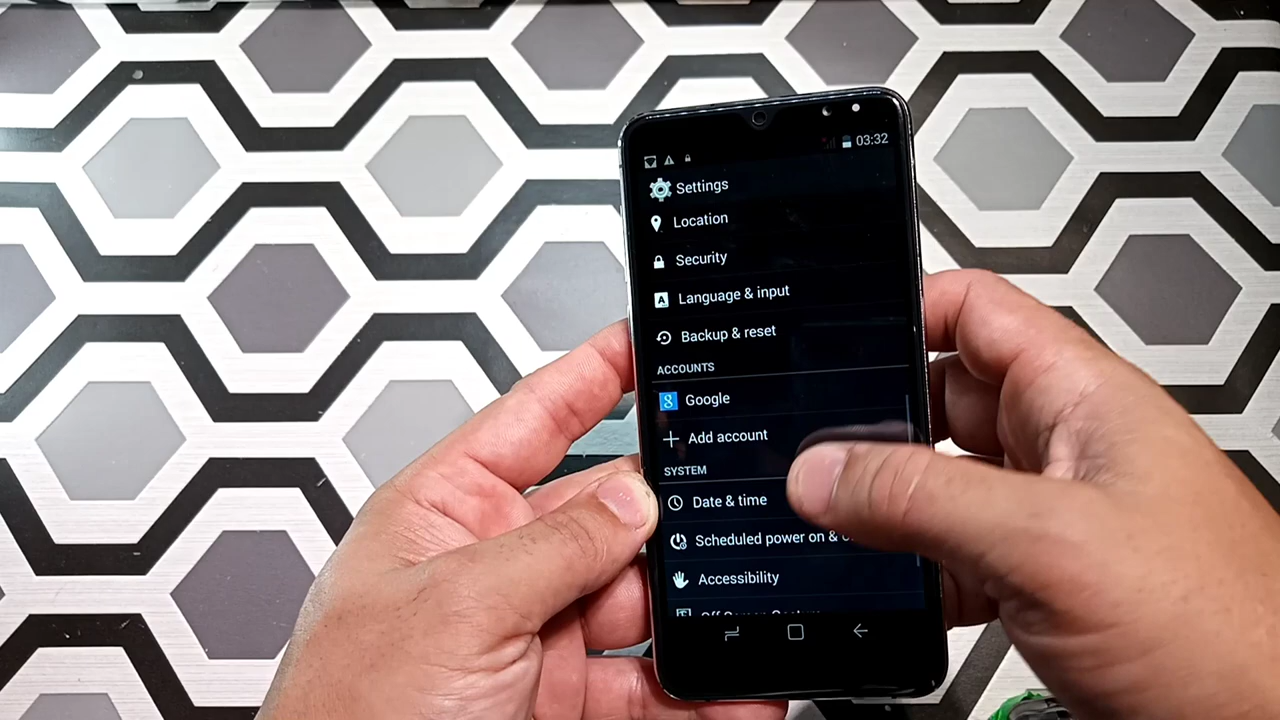 03:32
Settings
Location
Security
Language & input
Backup & reset
ACCOUNTS
Google
Add account
SYSTEM
Date & time
Scheduled power on &
Accessibility